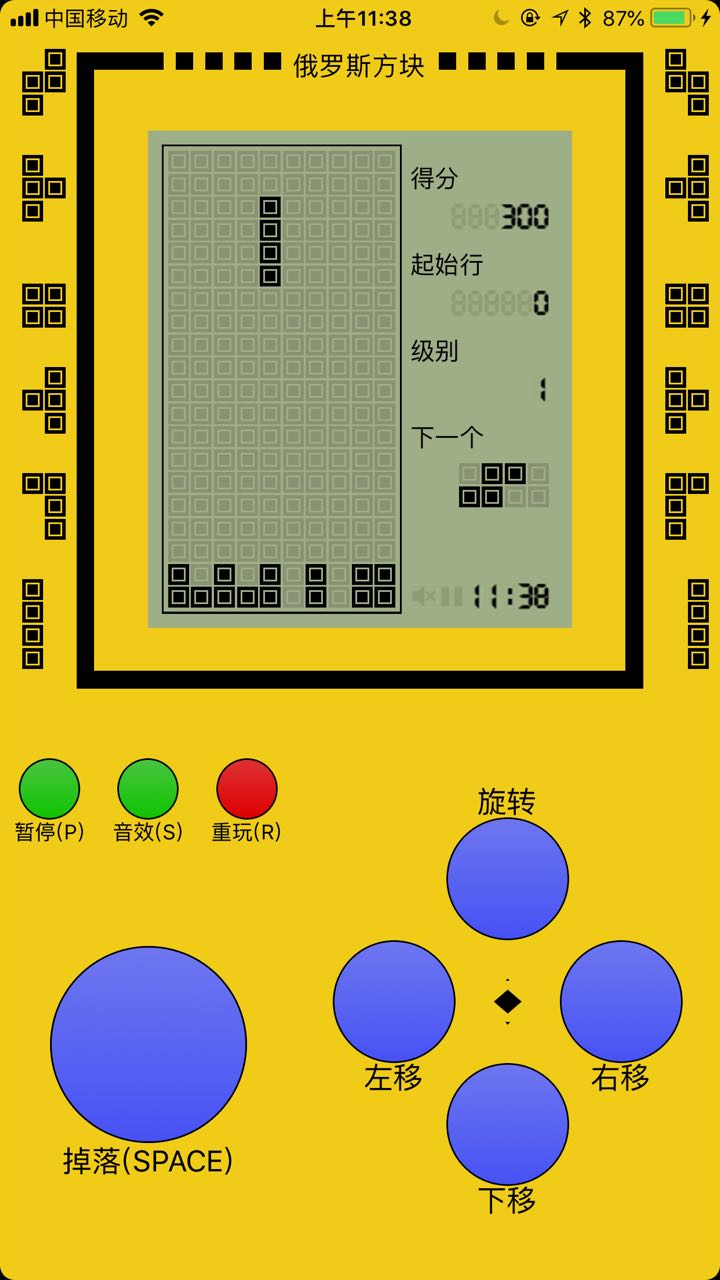 中国移动 上午11:38 87%
俄罗斯方块
得分
300
起始行
0
级别
1
下一个
11:38
暂停(P) 音效(S) 重玩(R)
旋转
左移 右移
掉落(SPACE)
下移